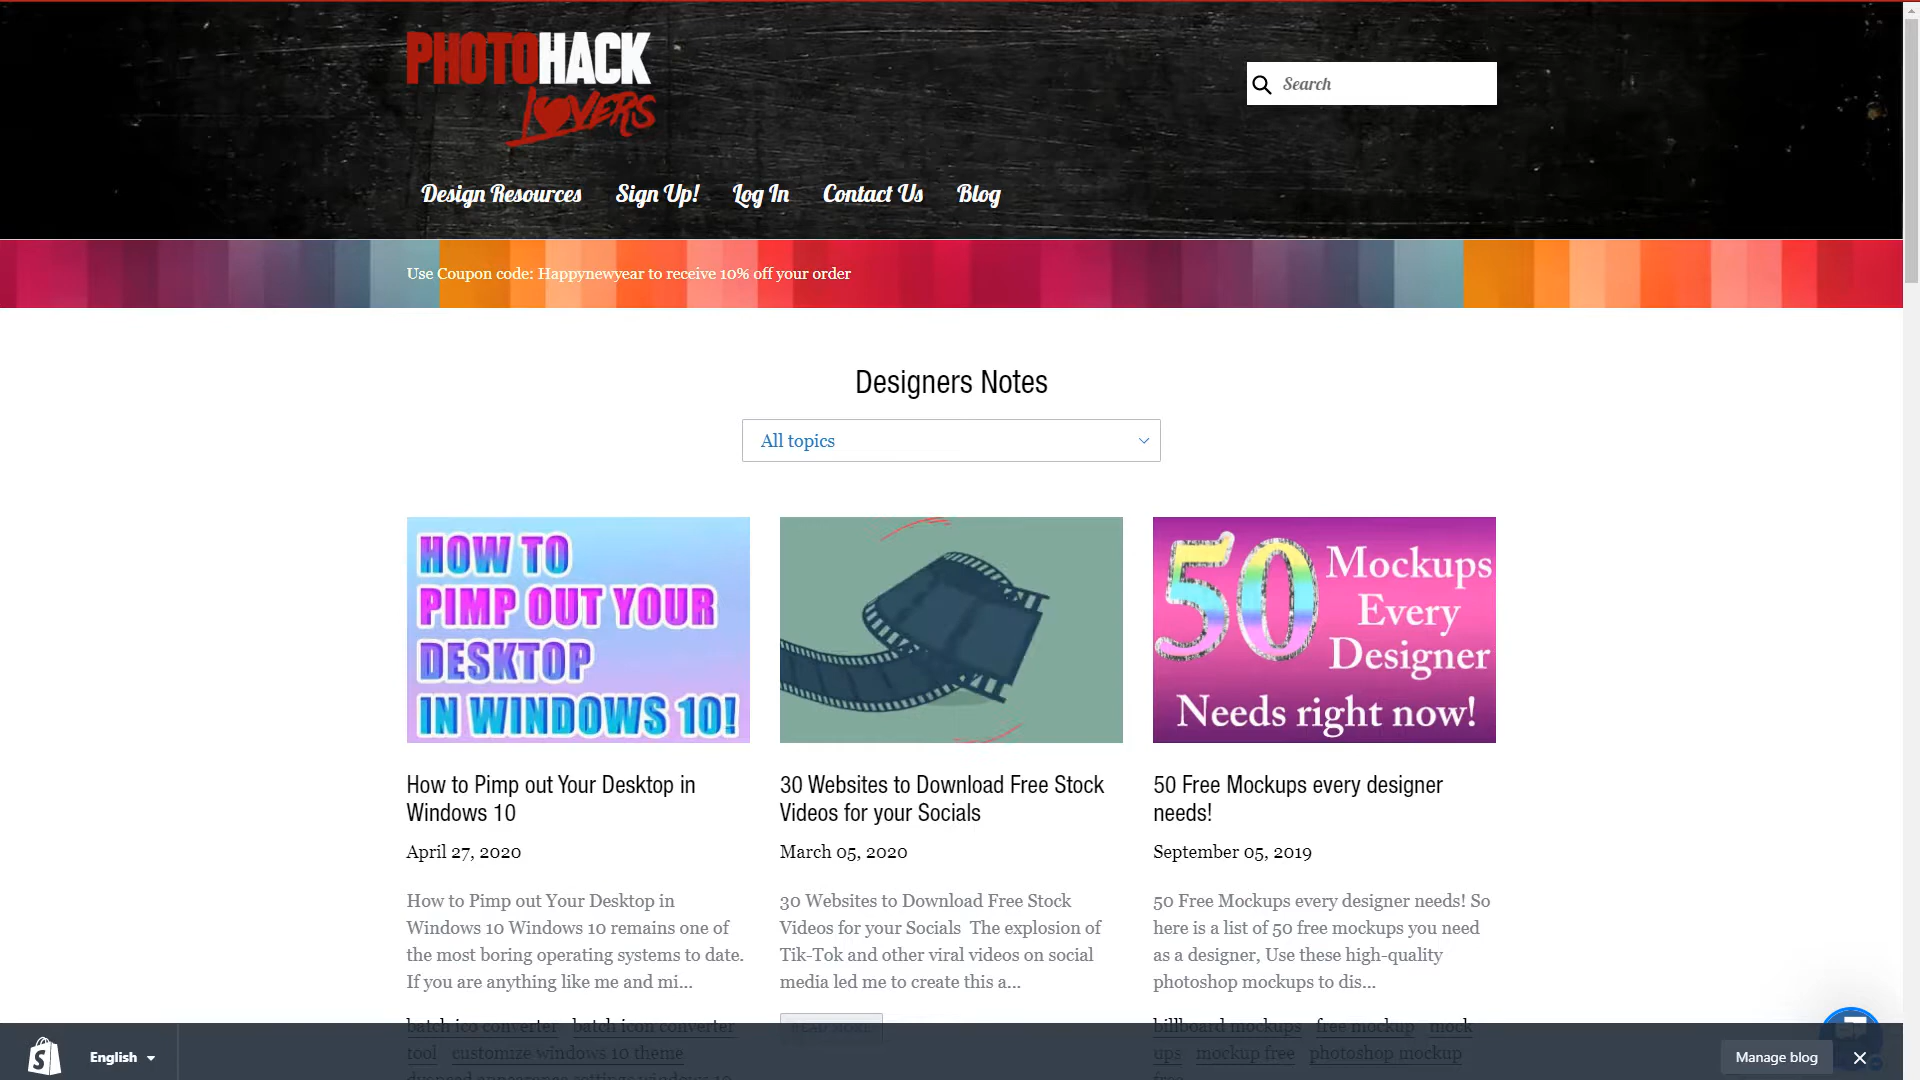 PHOTOHACK
LOVERS
Search
Design Resources Sign Up! Log In Contact Us Blog
Use Coupon code: Happynewyear to receive 10% off your order
Designers Notes
All topics
HOW TO
PIMP OUT YOUR
DESKTOP
IN WINDOWS 10!
50 Mockups
Every
Designer
Needs right now!
How to Pimp out Your Desktop in
Windows 10
April 27, 2020
How to Pimp out Your Desktop in
Windows 10 Windows 10 remains one of
the most boring operating systems to date.
If you are anything like me and mi...
batch ico converter batch icon converter
tool customize windows 10 theme
30 Websites to Download Free Stock
Videos for your Socials
March 05, 2020
30 Websites to Download Free Stock
Videos for your Socials The explosion of
Tik-Tok and other viral videos on social
media led me to create this a...
READ MORE
50 Free Mockups every designer
needs!
September 05, 2019
50 Free Mockups every designer needs! So
here is a list of 50 free mockups you need
as a designer, Use these high-quality
photoshop mockups to dis...
billboard mockups free mockup mock
ups mockup free photoshop mockup
English
Manage blog